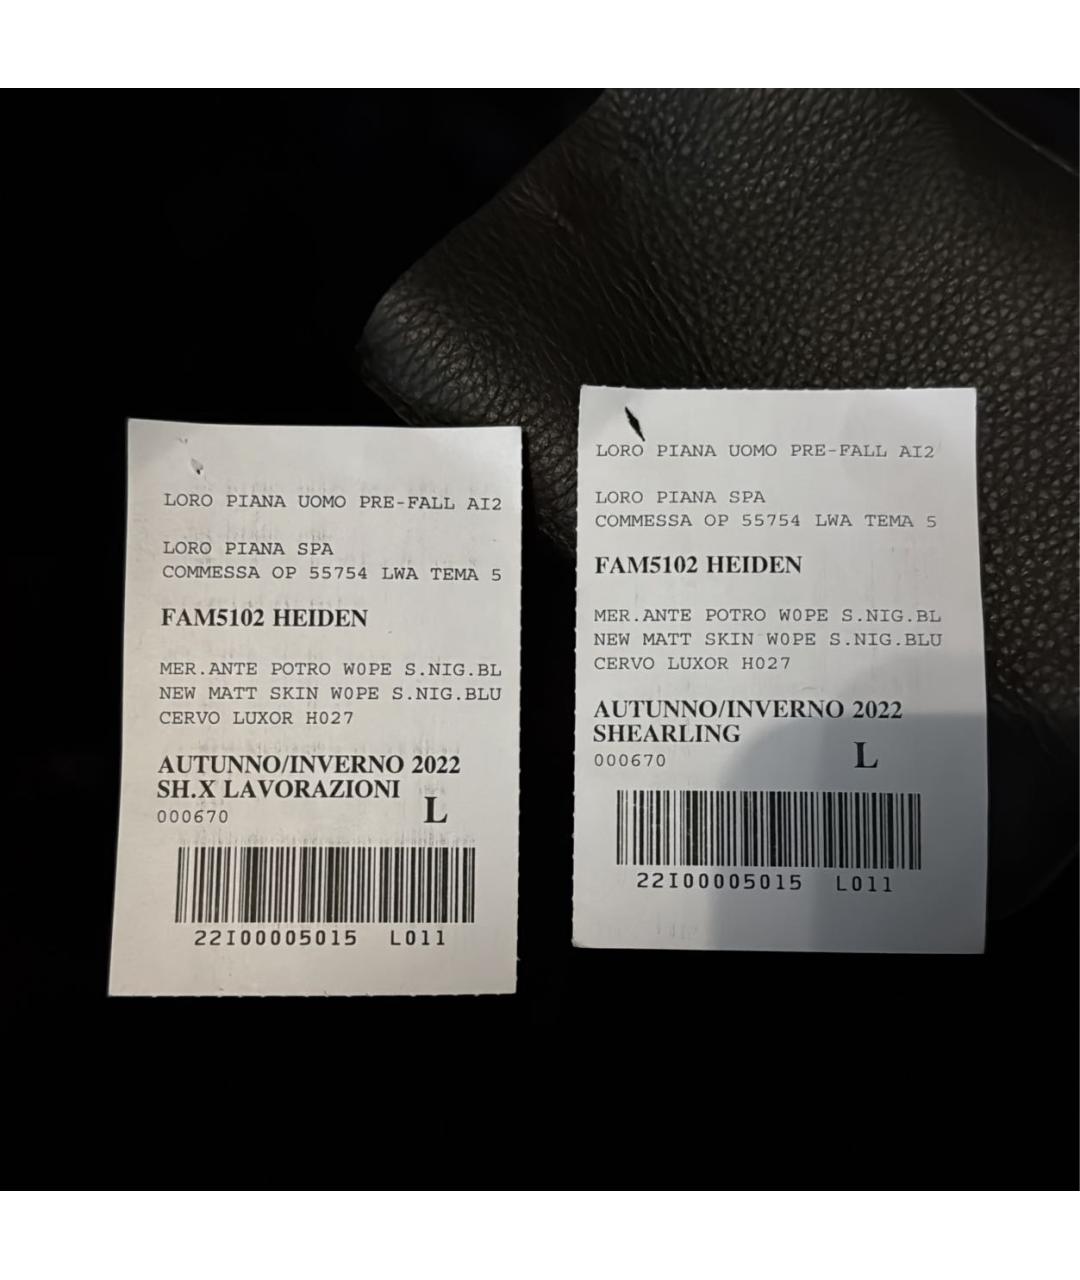 LORO PIANA UOMO PRE-FALL AI2
LORO PIANA SPA
COMMESSA OP 55754 LWA TEMA 5
FAM5102 HEIDEN
MER.ANTE POTRO W0PE S.NIG.BL
NEW MATT SKIN W0PE S.NIG.BLU
CERVO LUXOR H027
AUTUNNO/INVERNO 2022
SH.X LAVORAZIONI
000670 L
22I00005015 L011
LORO PIANA UOMO PRE-FALL AI2
LORO PIANA SPA
COMMESSA OP 55754 LWA TEMA 5
FAM5102 HEIDEN
MER.ANTE POTRO W0PE S.NIG.BL
NEW MATT SKIN W0PE S.NIG.BLU
CERVO LUXOR H027
AUTUNNO/INVERNO 2022
SHEARLING
000670 L
22I00005015 L011